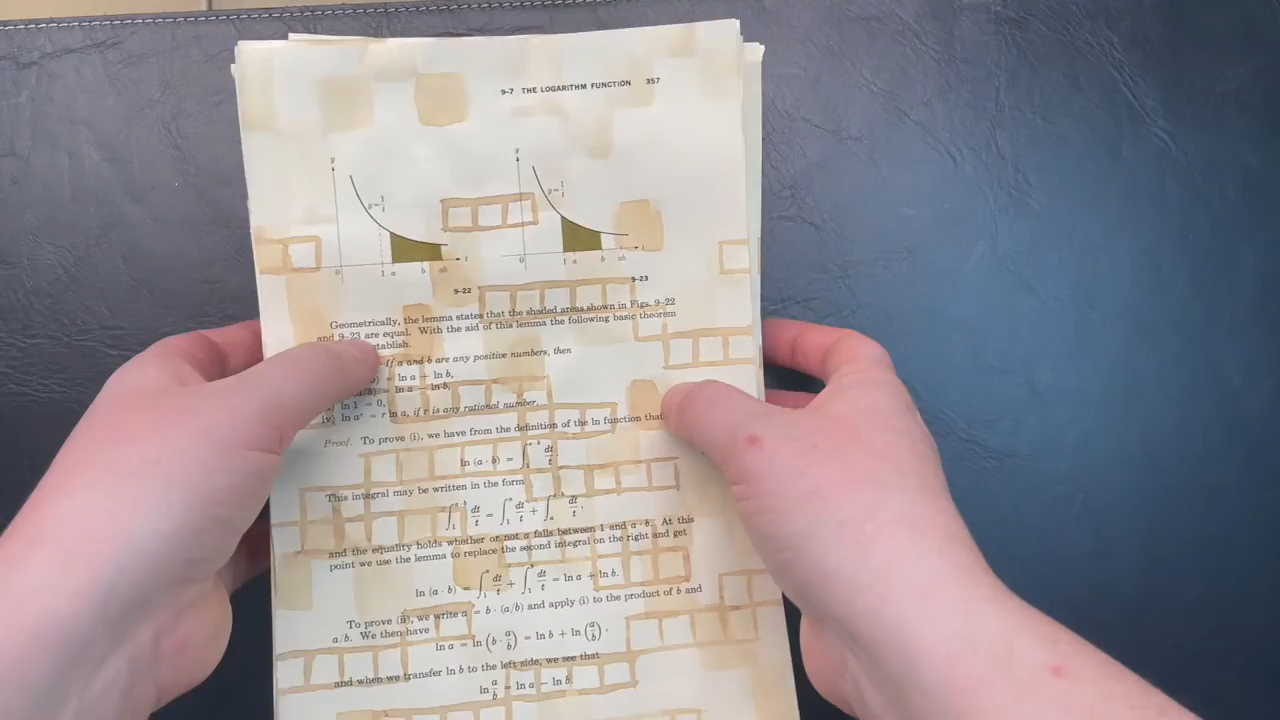 9–7 THE LOGARITHM FUNCTION 357
y
y = 1/t
0 1 a b ab t
9–22
y
y = 1/t
0 1 a b ab t
9–23
Geometrically, the lemma states that the shaded areas shown in Figs. 9–22
and 9–23 are equal. With the aid of this lemma the following basic theorem
If a and b are any positive numbers, then
= ln a + ln b,
= ln a − ln b,
ln 1 = 0,
(iv) ln a^r = r ln a, if r is any rational number.
Proof. To prove (i), we have from the definition of the ln function that
ln (a · b) = ∫_1^{a·b} dt/t.
This integral may be written in the form
∫_1^{a·b} dt/t = ∫_1^a dt/t + ∫_a^{a·b} dt/t,
and the equality holds whether or not a falls between 1 and a · b. At this
point we use the lemma to replace the second integral on the right and get
ln (a · b) = ∫_1^a dt/t + ∫_1^b dt/t = ln a + ln b.
To prove (ii), we write a = b · (a/b) and apply (i) to the product of b and
a/b. We then have
ln a = ln (b · a/b) = ln b + ln (a/b),
and when we transfer ln b to the left side, we see that
ln a/b = ln a − ln b.